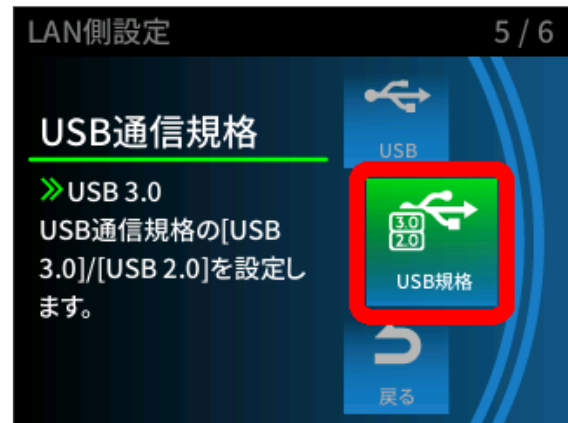 LAN側設定
5 / 6
USB通信規格
USB 3.0
USB通信規格の[USB
3.0]/[USB 2.0]を設定し
ます。
USB
3.0
2.0
USB規格
戻る